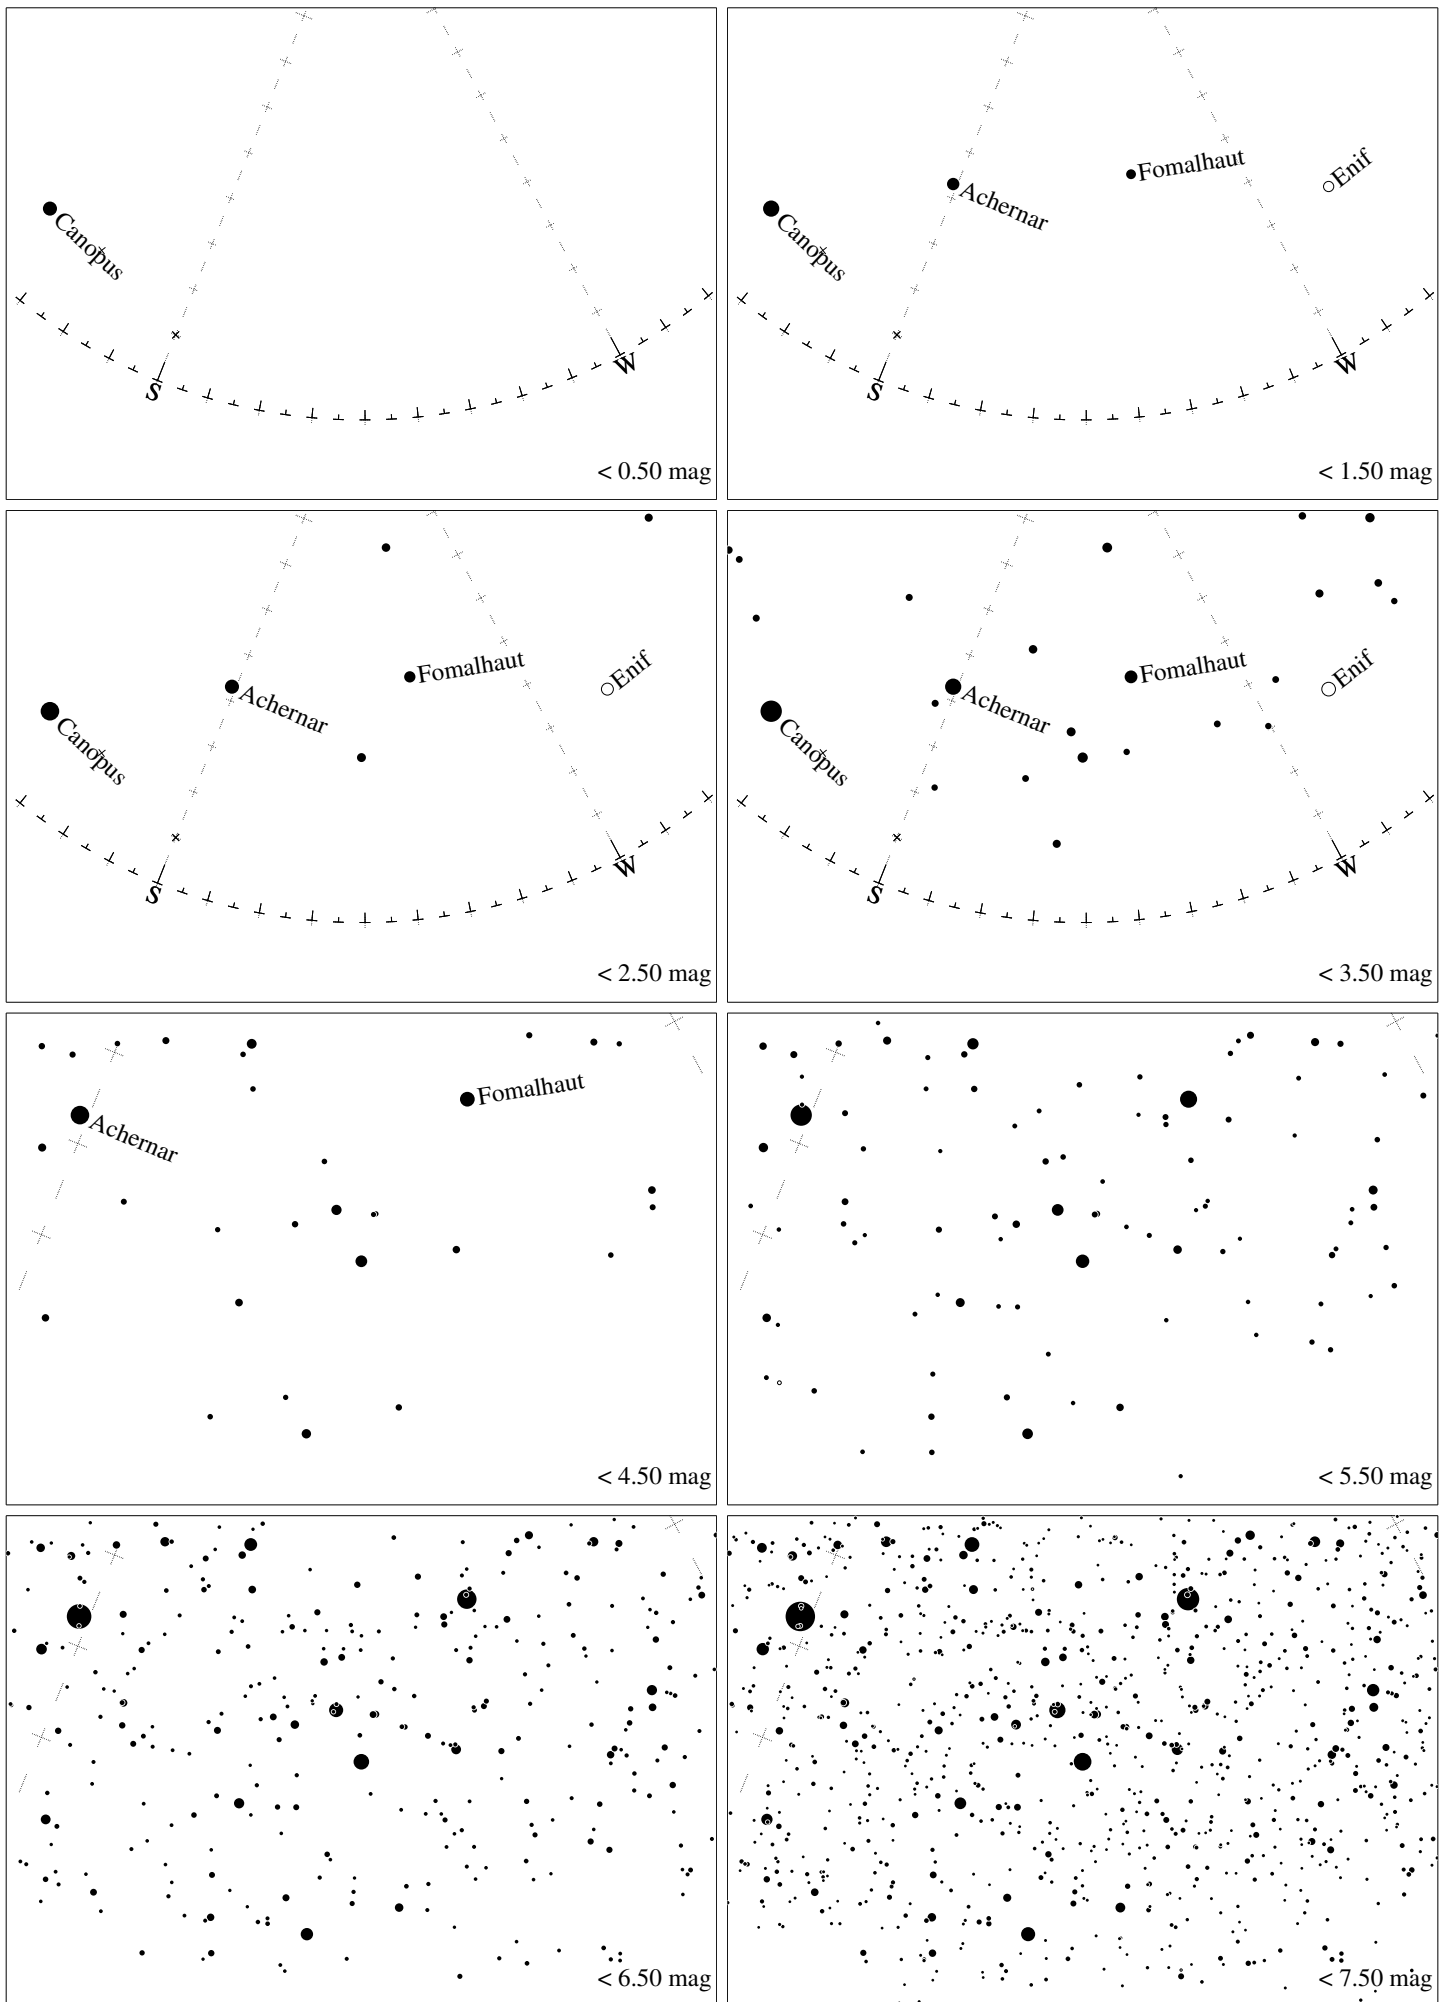 Canopus
S
W
< 0.50 mag
Enif
Fomalhaut
Achernar
Canopus
S
W
< 1.50 mag
Enif
Fomalhaut
Achernar
Canopus
S
W
< 2.50 mag
Enif
Fomalhaut
Achernar
Canopus
S
W
< 3.50 mag
Fomalhaut
Achernar
< 4.50 mag
< 5.50 mag
< 6.50 mag
< 7.50 mag